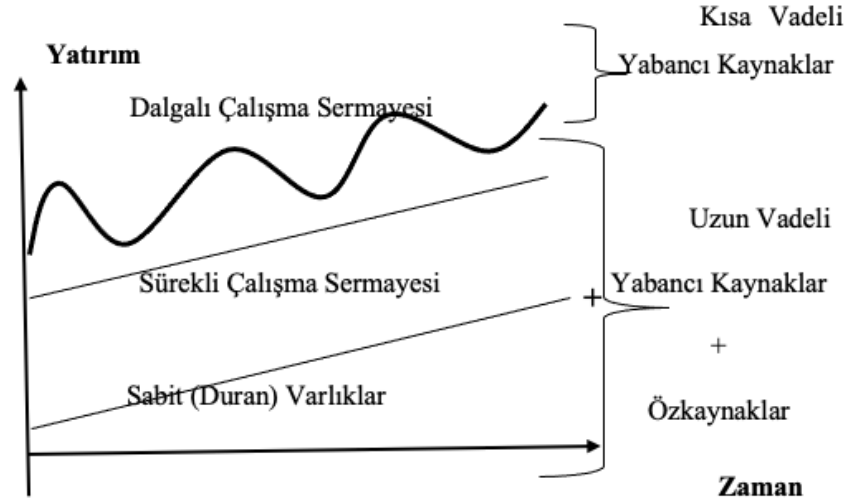 Kısa Vadeli
Yabancı Kaynaklar
Yatırım
Dalgalı Çalışma Sermayesi
Uzun Vadeli
Sürekli Çalışma Sermayesi
+ Yabancı Kaynaklar
+
Sabit (Duran) Varlıklar
Özkaynaklar
Zaman